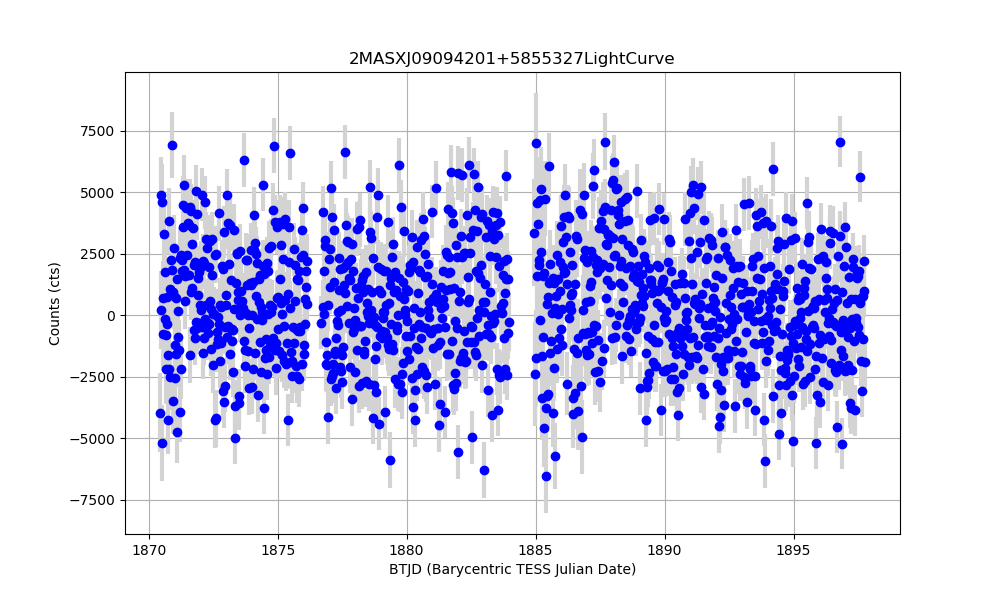 2MASXJ09094201+5855327LightCurve
7500
5000
2500
0
−2500
−5000
−7500
Counts (cts)
1870 1875 1880 1885 1890 1895
BTJD (Barycentric TESS Julian Date)